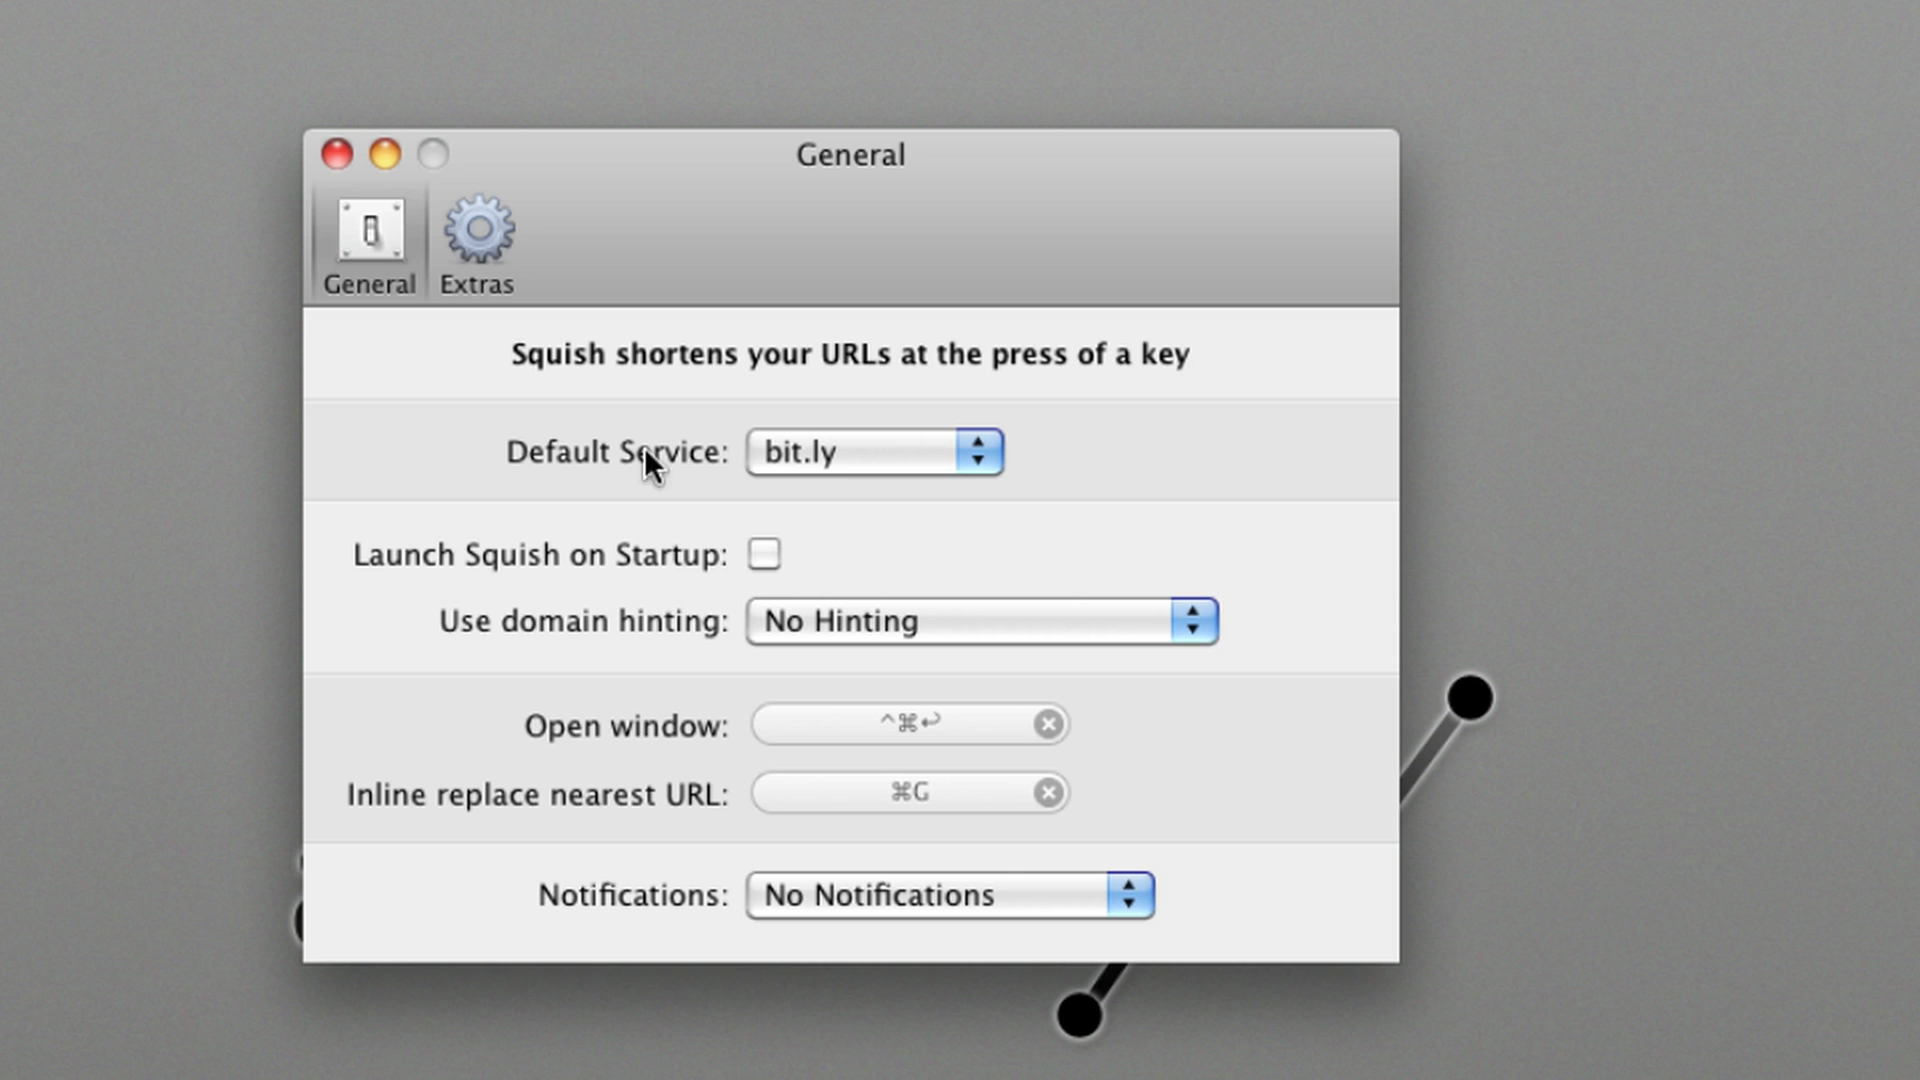 General
General
Extras
Squish shortens your URLs at the press of a key
Default Service: bit.ly
Launch Squish on Startup:
Use domain hinting: No Hinting
Open window: ^⌘↩
Inline replace nearest URL: ⌘G
Notifications: No Notifications